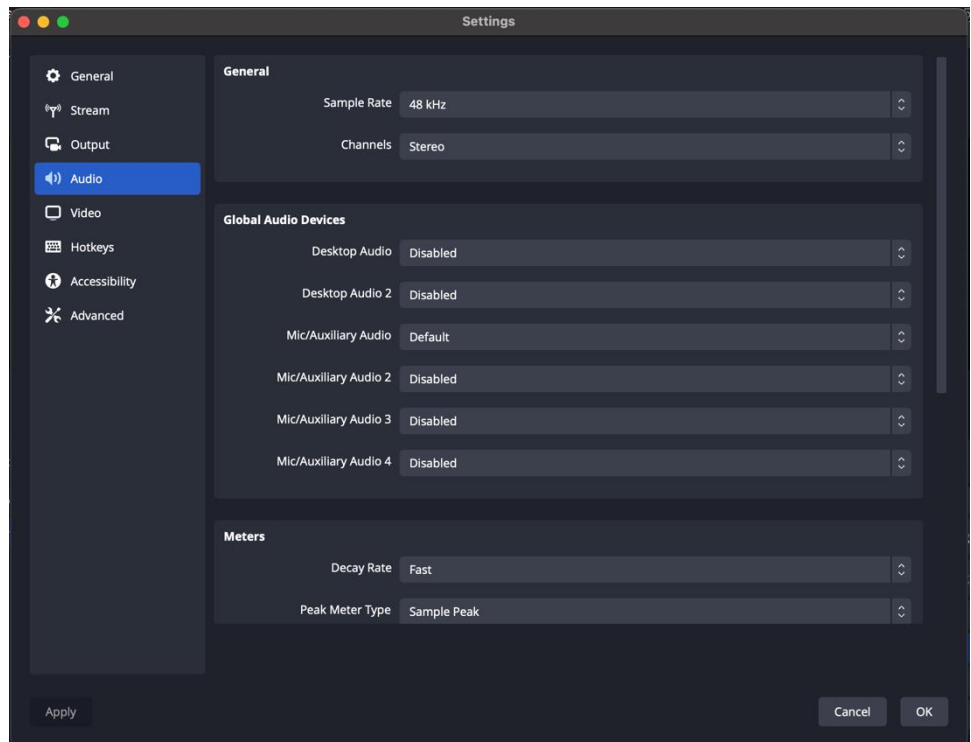 Settings
General
Stream
Output
Audio
Video
Hotkeys
Accessibility
Advanced
General
Sample Rate 48 kHz
Channels Stereo
Global Audio Devices
Desktop Audio Disabled
Desktop Audio 2 Disabled
Mic/Auxiliary Audio Default
Mic/Auxiliary Audio 2 Disabled
Mic/Auxiliary Audio 3 Disabled
Mic/Auxiliary Audio 4 Disabled
Meters
Decay Rate Fast
Peak Meter Type Sample Peak
Apply
Cancel OK